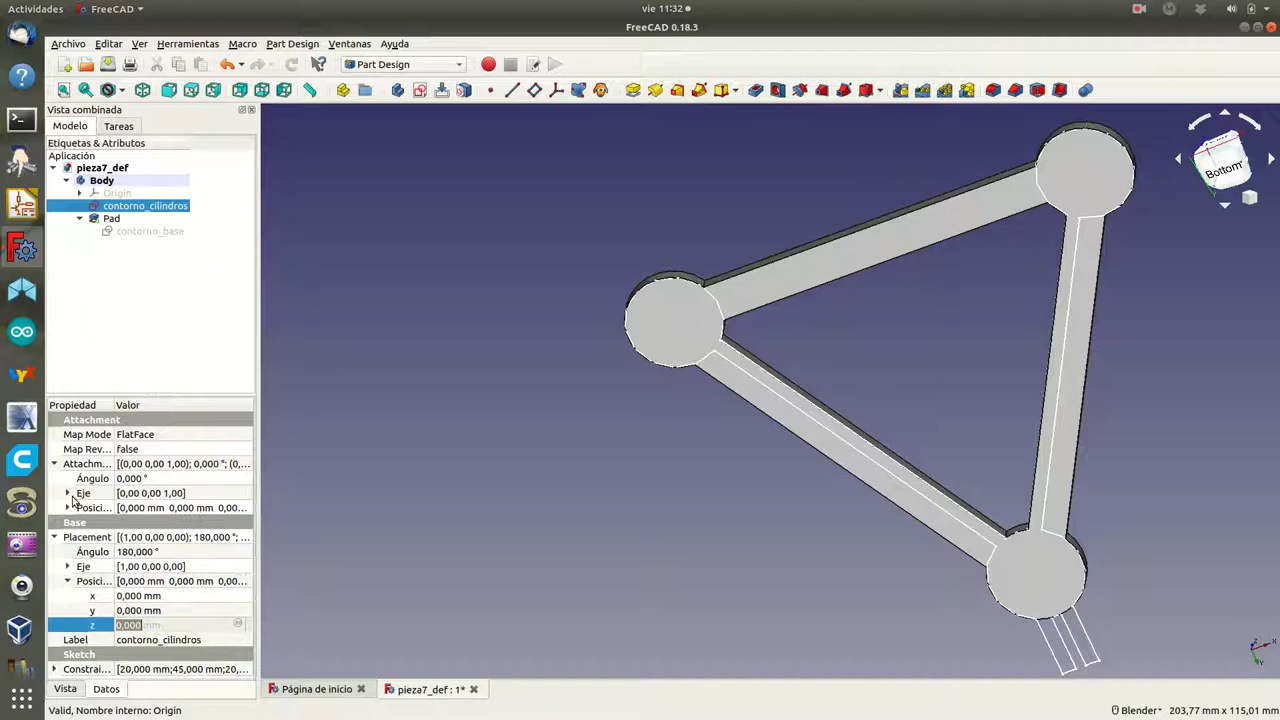 Actividades FreeCAD vie 11:32
FreeCAD 0.18.3
Archivo Editar Ver Herramientas Macro Part Design Ventanas Ayuda
Part Design
Vista combinada
Modelo Tareas
Etiquetas & Atributos
Aplicación
pieza7_def
Body
Origin
contorno_cilindros
Pad
contorno_base
Bottom
Propiedad Valor
Attachment
Map Mode FlatFace
Map Rev... false
Attachm... [(0,00 0,00 1,00); 0,000 °; (0,...
Ángulo 0,000 °
Eje [0,00 0,00 1,00]
Posici... [0,000 mm 0,000 mm 0,00...
Base
Placement [(1,00 0,00 0,00); 180,000 °; ...
Ángulo 180,000 °
Eje [1,00 0,00 0,00]
Posici... [0,000 mm 0,000 mm 0,00...
x 0,000 mm
y 0,000 mm
z 0,000 mm
Label contorno_cilindros
Sketch
Constrai... [20,000 mm;45,000 mm;20,...
Vista Datos
Página de inicio pieza7_def : 1*
Valid, Nombre interno: Origin
Blender 203,77 mm x 115,01 mm